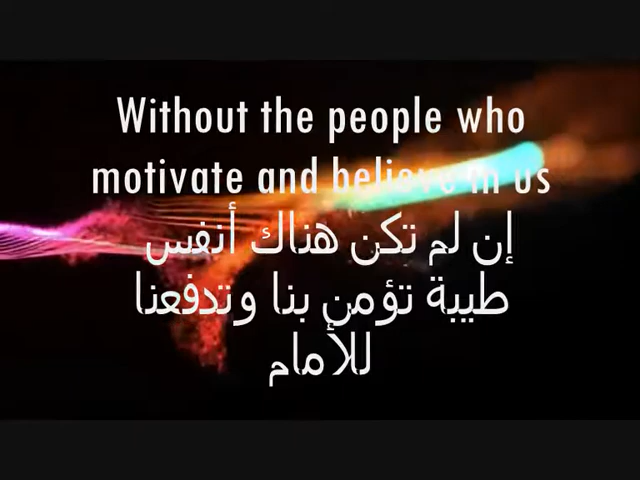 Without the people who
motivate and believe in us
إن لم تكن هناك أنفس
طيبة تؤمن بنا وتدفعنا
للأمام